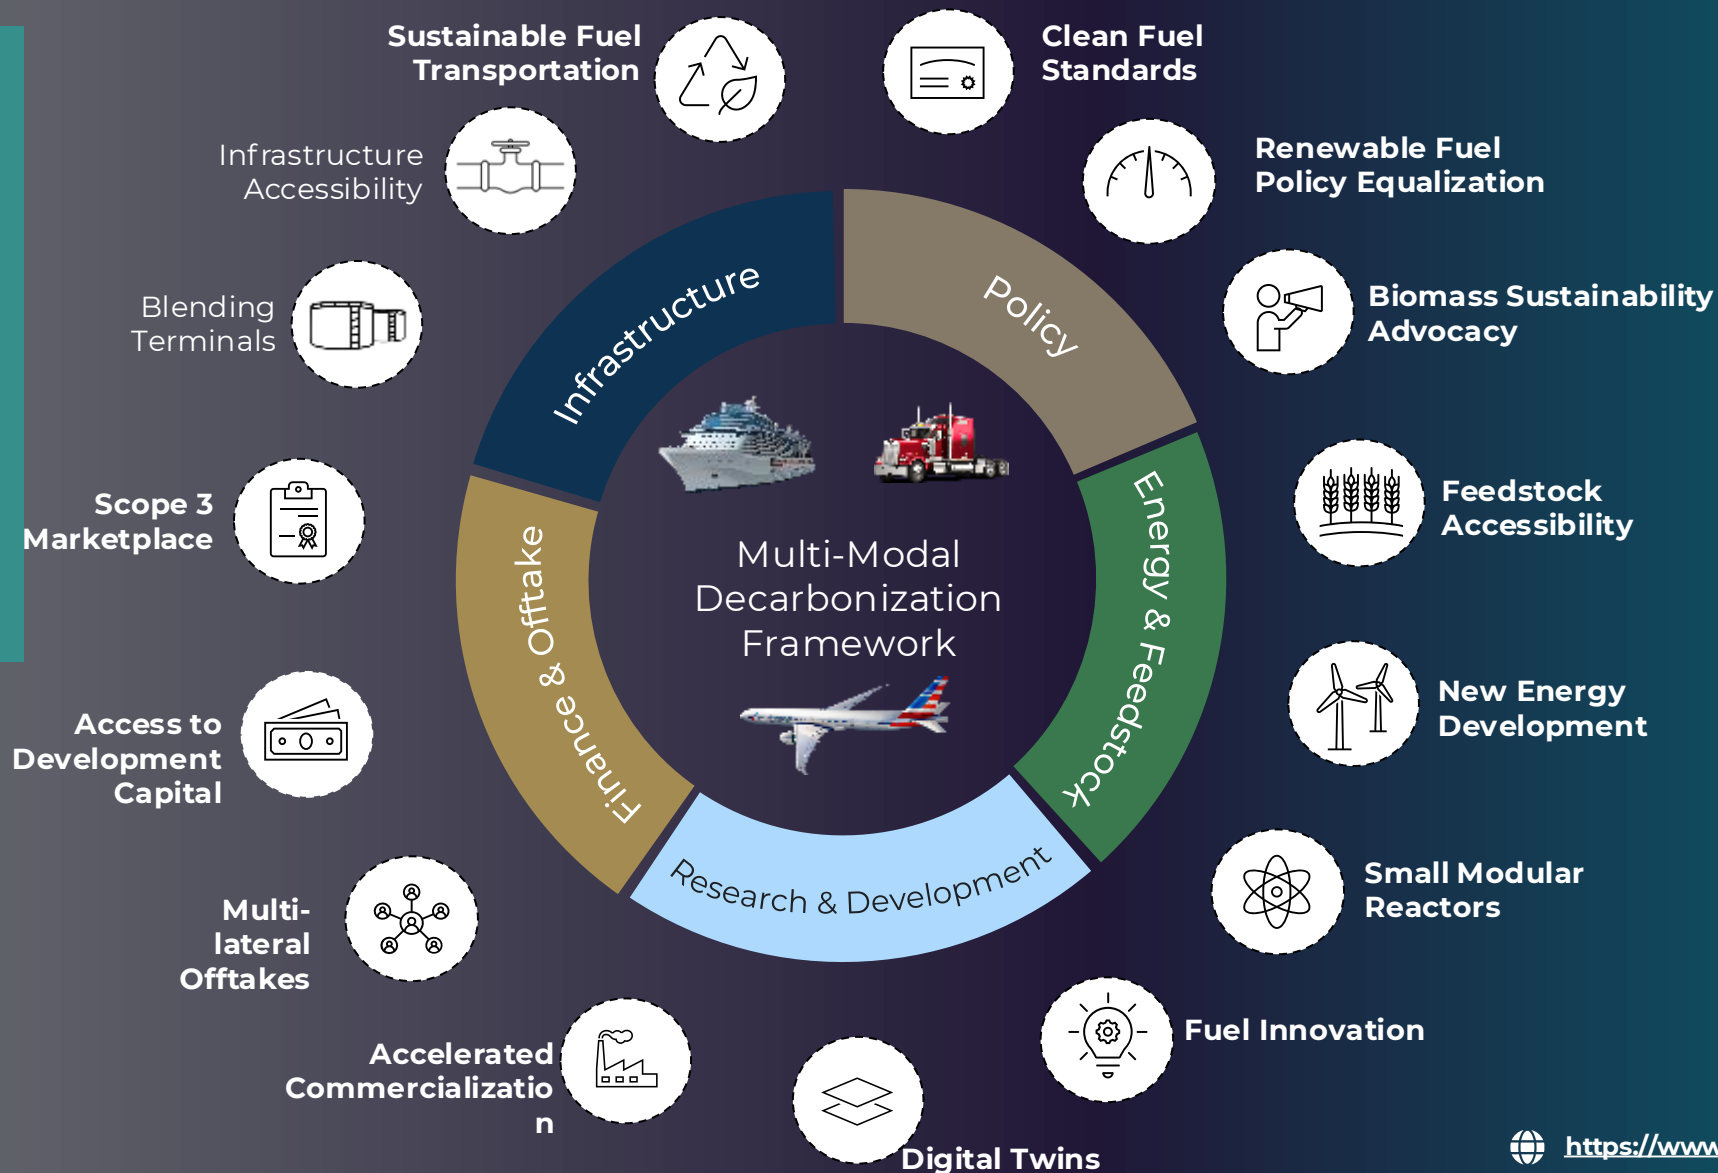 Sustainable Fuel
Transportation
Clean Fuel
Standards
Infrastructure
Accessibility
Renewable Fuel
Policy Equalization
Blending
Terminals
Biomass Sustainability
Advocacy
Infrastructure
Policy
Scope 3
Marketplace
Feedstock
Accessibility
Finance & Offtake
Multi-Modal
Decarbonization
Framework
Energy & Feedstock
Access to
Development
Capital
New Energy
Development
Research & Development
Multi-
lateral
Offtakes
Small Modular
Reactors
Accelerated
Commercializatio
n
Fuel Innovation
Digital Twins
https://www